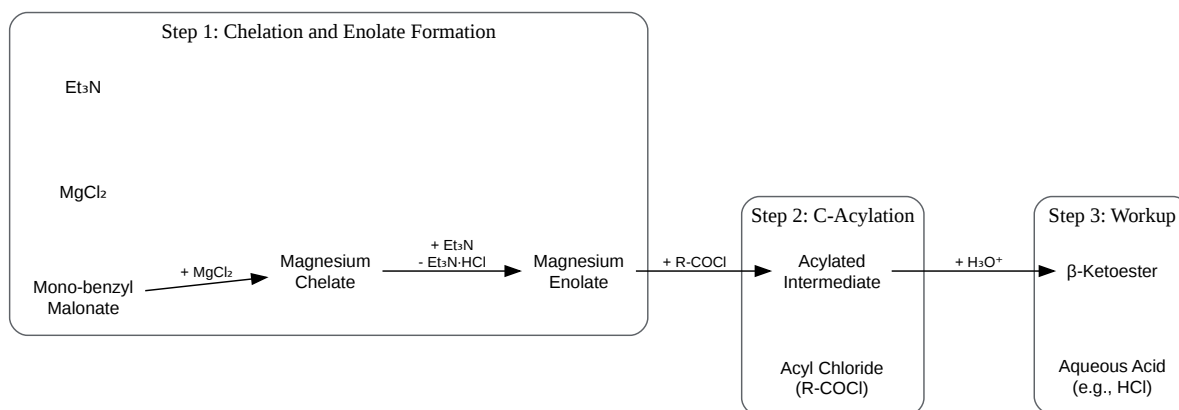 Step 1: Chelation and Enolate Formation
Et₃N
MgCl₂
Mono-benzyl
Malonate
+ MgCl₂
Magnesium
Chelate
+ Et₃N
- Et₃N·HCl
Magnesium
Enolate
+ R-COCl
Step 2: C-Acylation
Acylated
Intermediate
Acyl Chloride
(R-COCl)
+ H₃O⁺
Step 3: Workup
β-Ketoester
Aqueous Acid
(e.g., HCl)